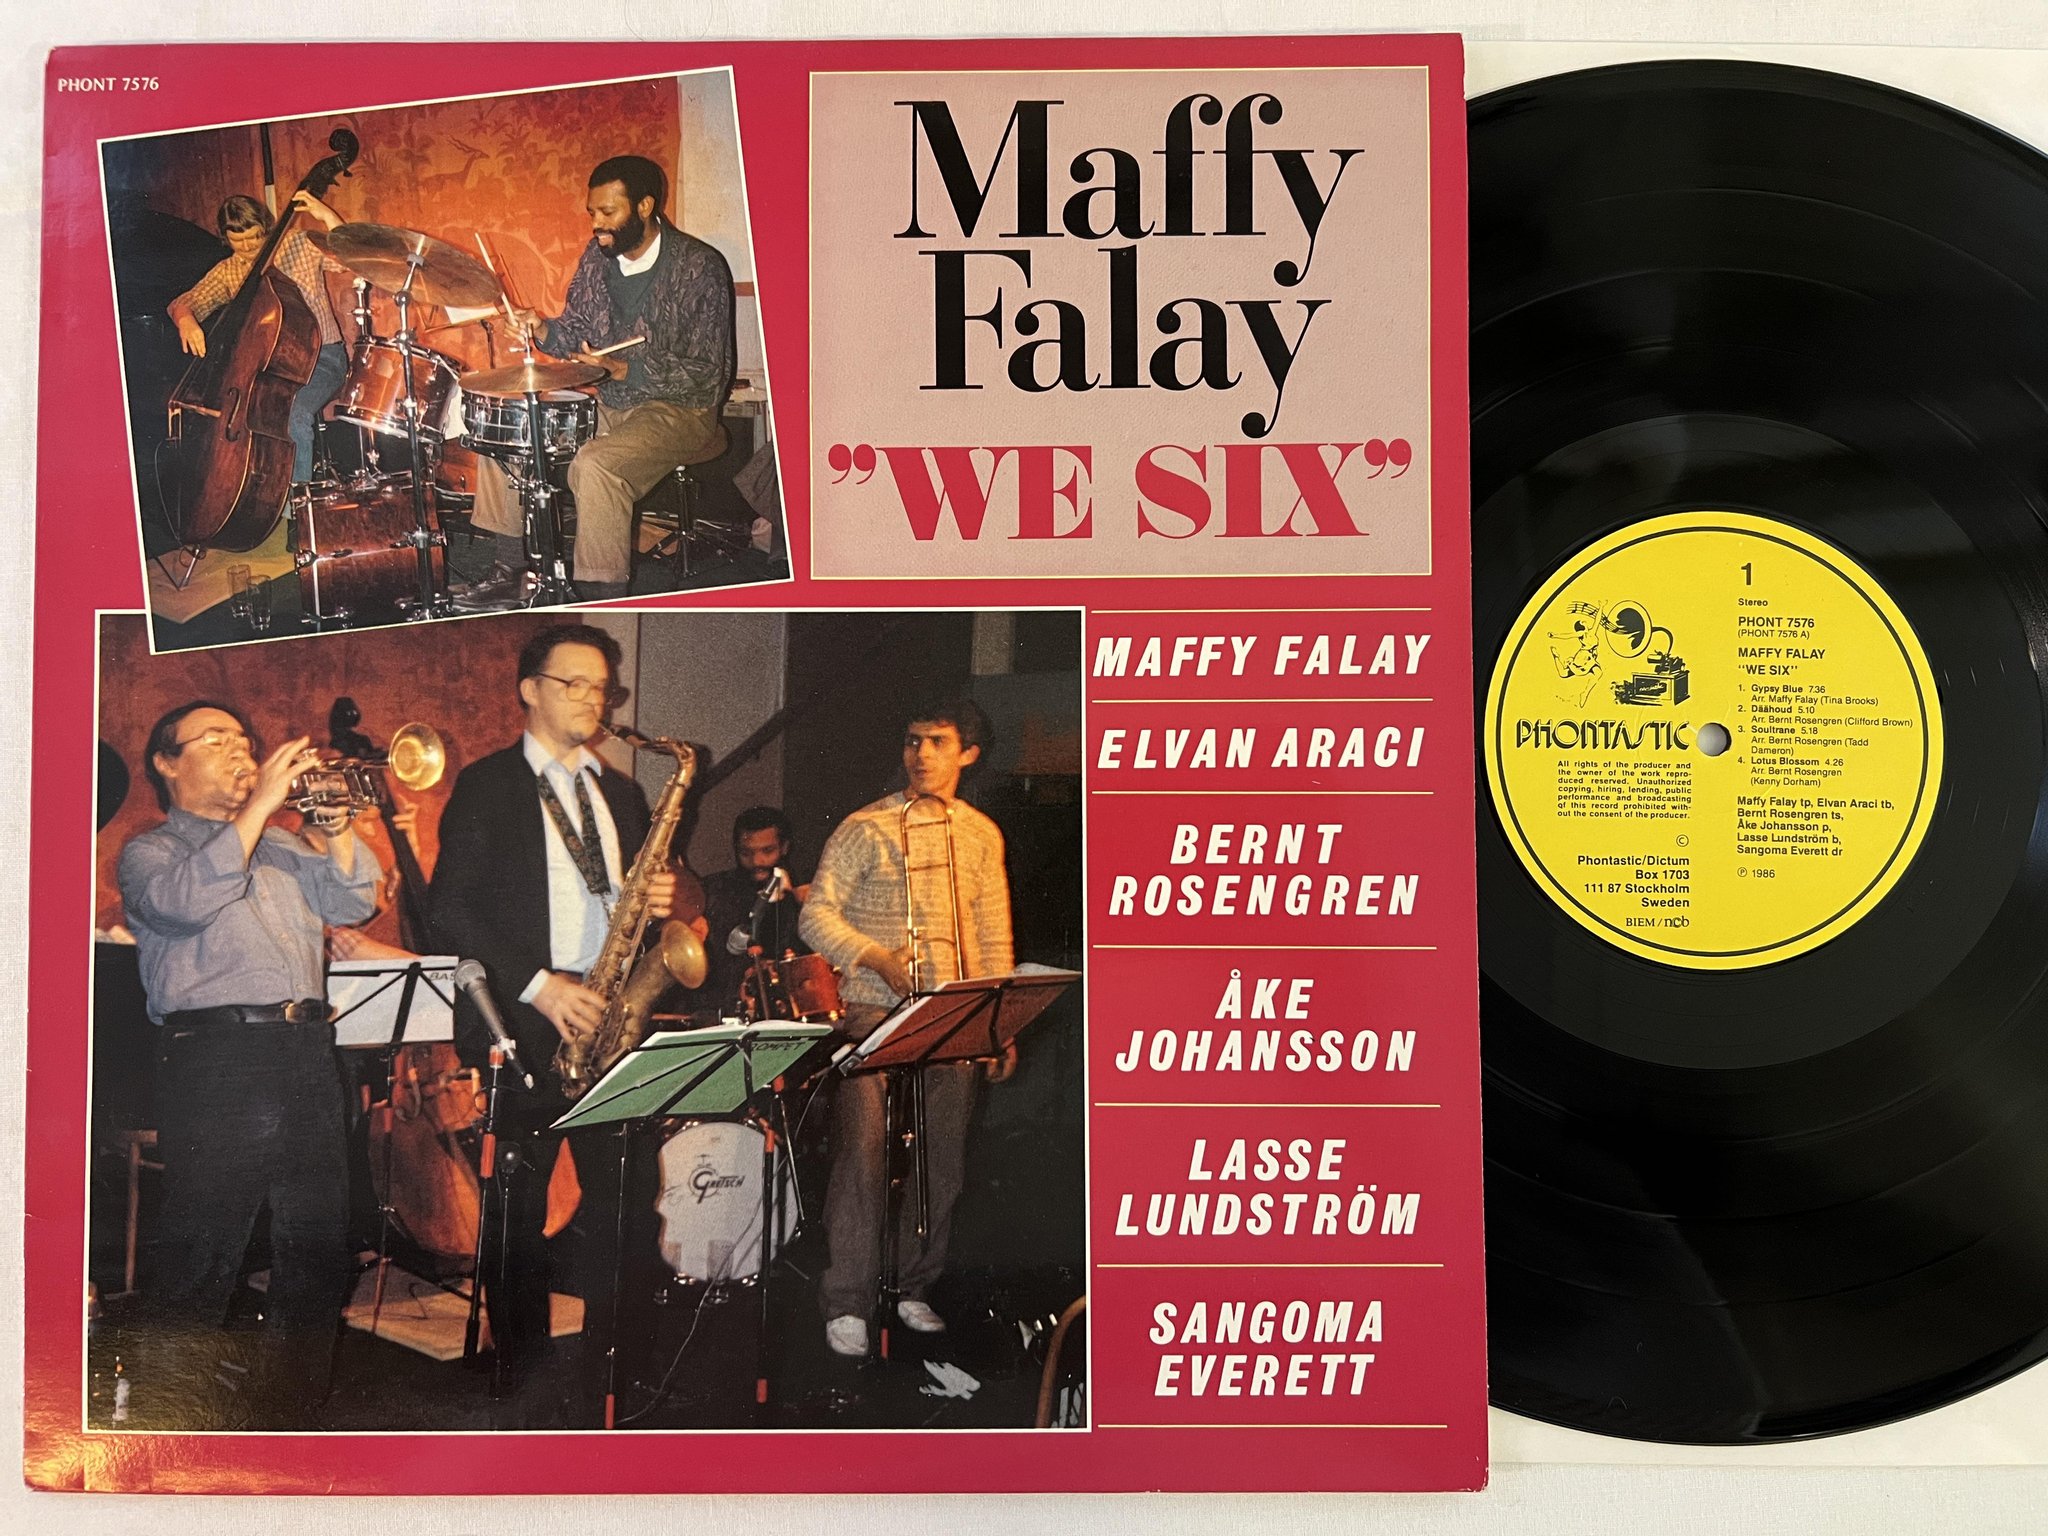 PHONT 7576
Maffy
Falay
”WE SIX”
MAFFY FALAY
ELVAN ARACI
BERNT
ROSENGREN
ÅKE
JOHANSSON
LASSE
LUNDSTRÖM
SANGOMA
EVERETT
BAS
OMPET
GRETSCH
1
Stereo
PHONT 7576
(PHONT 7576 A)
MAFFY FALAY
“WE SIX”
1. Gypsy Blue 7.36
Arr. Maffy Falay (Tina Brooks)
2. Däähoud 5.10
Arr. Bernt Rosengren (Clifford Brown)
3. Soultrane 5.18
Arr. Bernt Rosengren (Tadd
Dameron)
4. Lotus Blossom 4.26
Arr. Bernt Rosengren
(Kenny Dorham)
Maffy Falay tp, Elvan Araci tb,
Bernt Rosengren ts,
Åke Johansson p,
Lasse Lundström b,
Sangoma Everett dr
℗ 1986
PHONTASTIC
All rights of the producer and
the owner of the work repro-
duced reserved. Unauthorized
copying, hiring, lending, public
performance and broadcasting
of this record prohibited with-
out the consent of the producer.
©
Phontastic/Dictum
Box 1703
111 87 Stockholm
Sweden
BIEM / ncb